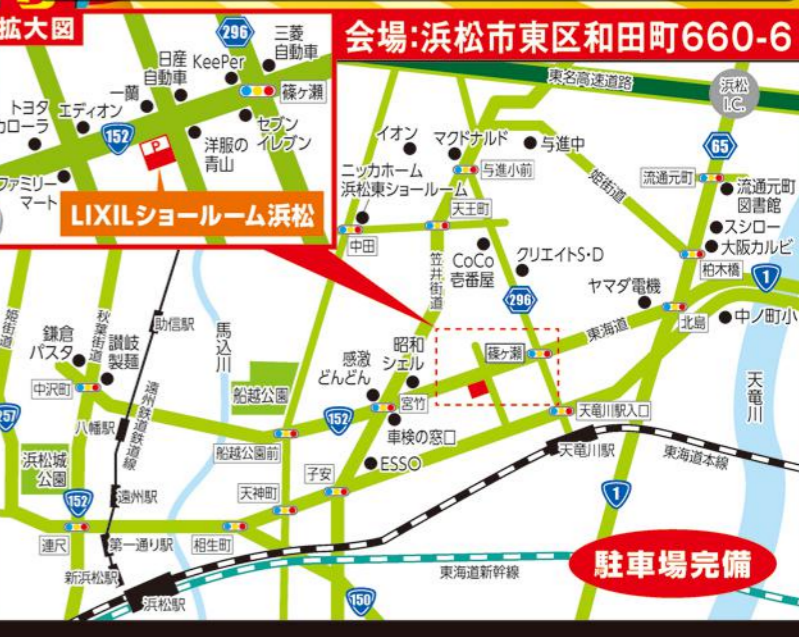 拡大図
会場:浜松市東区和田町660-6
296
三菱
自動車
日産
自動車
KeePer
一蘭
篠ヶ瀬
トヨタ
カローラ
エディオン
152
P
洋服の
青山
セブン
イレブン
ファミリー
マート
LIXILショールーム浜松
東名高速道路
浜松
I.C.
65
イオン
マクドナルド
与進中
与進小前
姫街道
流通元町
流通元町
図書館
スシロー
大阪カルビ
ニッカホーム
浜松東ショールーム
天王町
中田
笠井街道
CoCo
壱番屋
クリエイトS・D
296
ヤマダ電機
柏木橋
1
北島
中ノ町小
東海道
姫街道
秋葉街道
鎌倉
パスタ
讃岐
製麺
助信駅
馬込川
船越公園
感激
どんどん
昭和
シェル
篠ヶ瀬
天竜川
中沢町
遠州鉄道鉄道線
257
八幡駅
152
宮竹
天竜川駅入口
車検の窓口
船越公園前
浜松城
公園
ESSO
天竜川駅
東海道本線
子安
天神町
遠州駅
152
1
連尺
第一通り駅
相生町
新浜松駅
浜松駅
東海道新幹線
150
駐車場完備